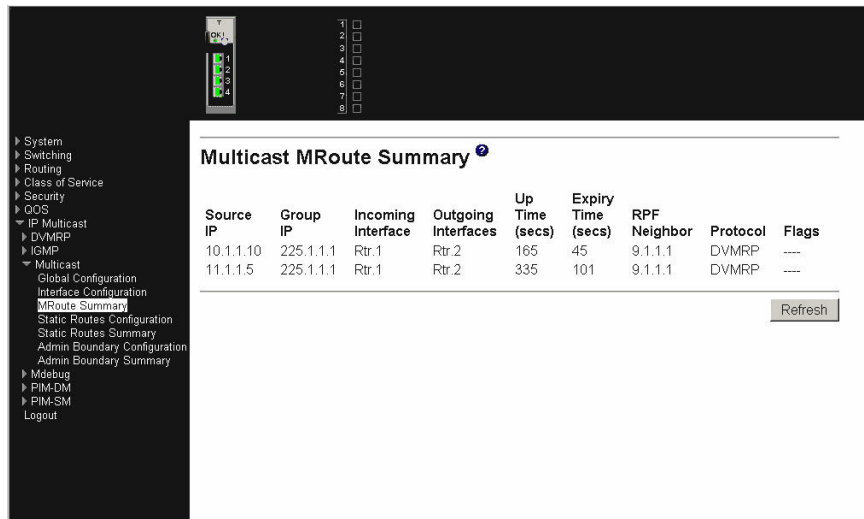 T
OK!
1
2
3
4
1
2
3
4
5
6
7
8
System
Switching
Routing
Class of Service
Security
QOS
IP Multicast
DVMRP
IGMP
Multicast
Global Configuration
Interface Configuration
MRoute Summary
Static Routes Configuration
Static Routes Summary
Admin Boundary Configuration
Admin Boundary Summary
Mdebug
PIM-DM
PIM-SM
Logout
Multicast MRoute Summary ?
Source IP Group IP Incoming Interface Outgoing Interfaces Up Time (secs) Expiry Time (secs) RPF Neighbor Protocol Flags
10.1.1.10 225.1.1.1 Rtr.1 Rtr.2 165 45 9.1.1.1 DVMRP ----
11.1.1.5 225.1.1.1 Rtr.1 Rtr.2 335 101 9.1.1.1 DVMRP ----
Refresh